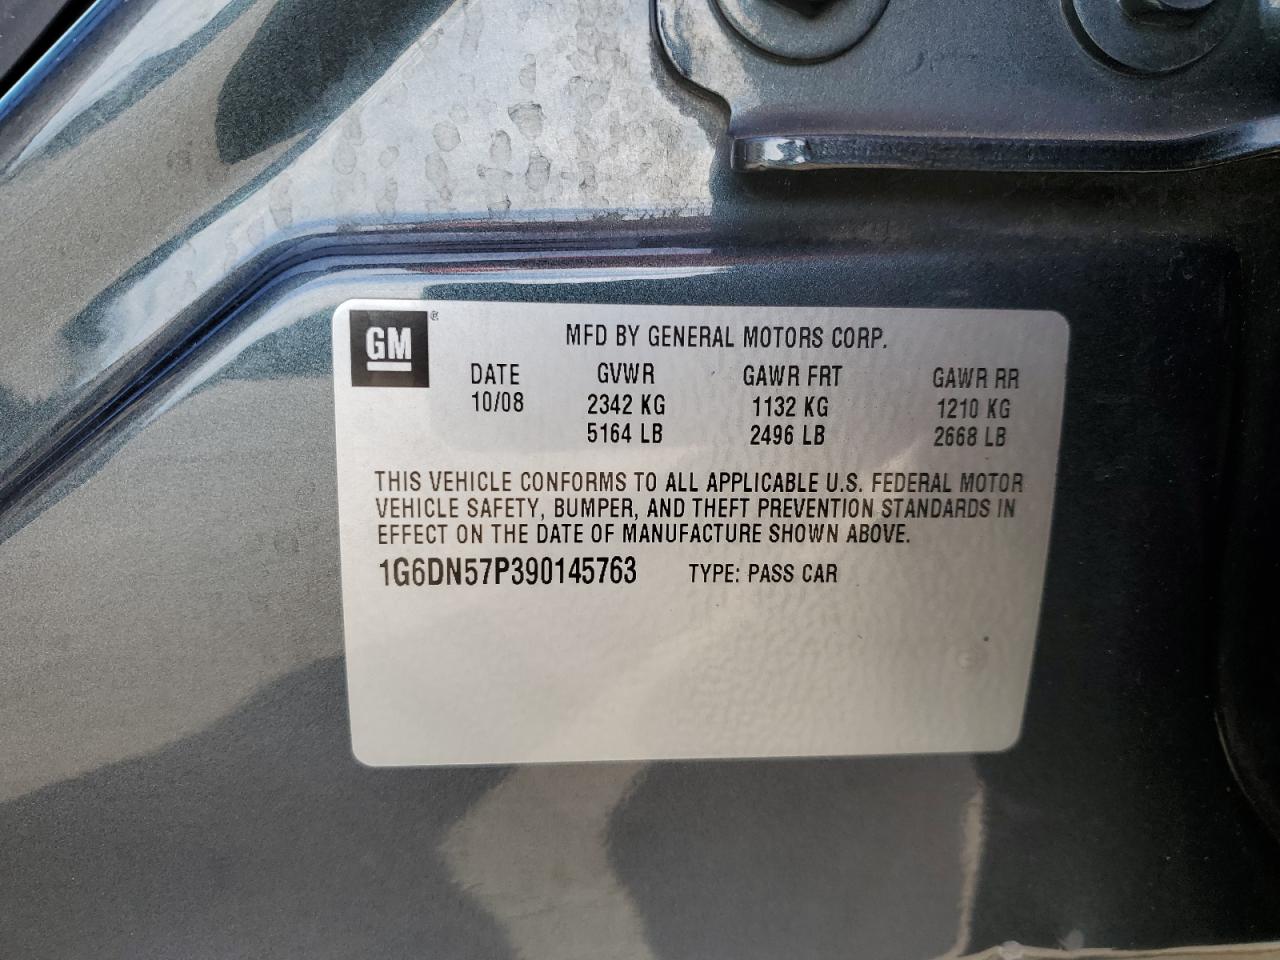 GM ®
MFD BY GENERAL MOTORS CORP.
DATE GVWR GAWR FRT GAWR RR
10/08 2342 KG 1132 KG 1210 KG
5164 LB 2496 LB 2668 LB
THIS VEHICLE CONFORMS TO ALL APPLICABLE U.S. FEDERAL MOTOR
VEHICLE SAFETY, BUMPER, AND THEFT PREVENTION STANDARDS IN
EFFECT ON THE DATE OF MANUFACTURE SHOWN ABOVE.
1G6DN57P390145763 TYPE: PASS CAR